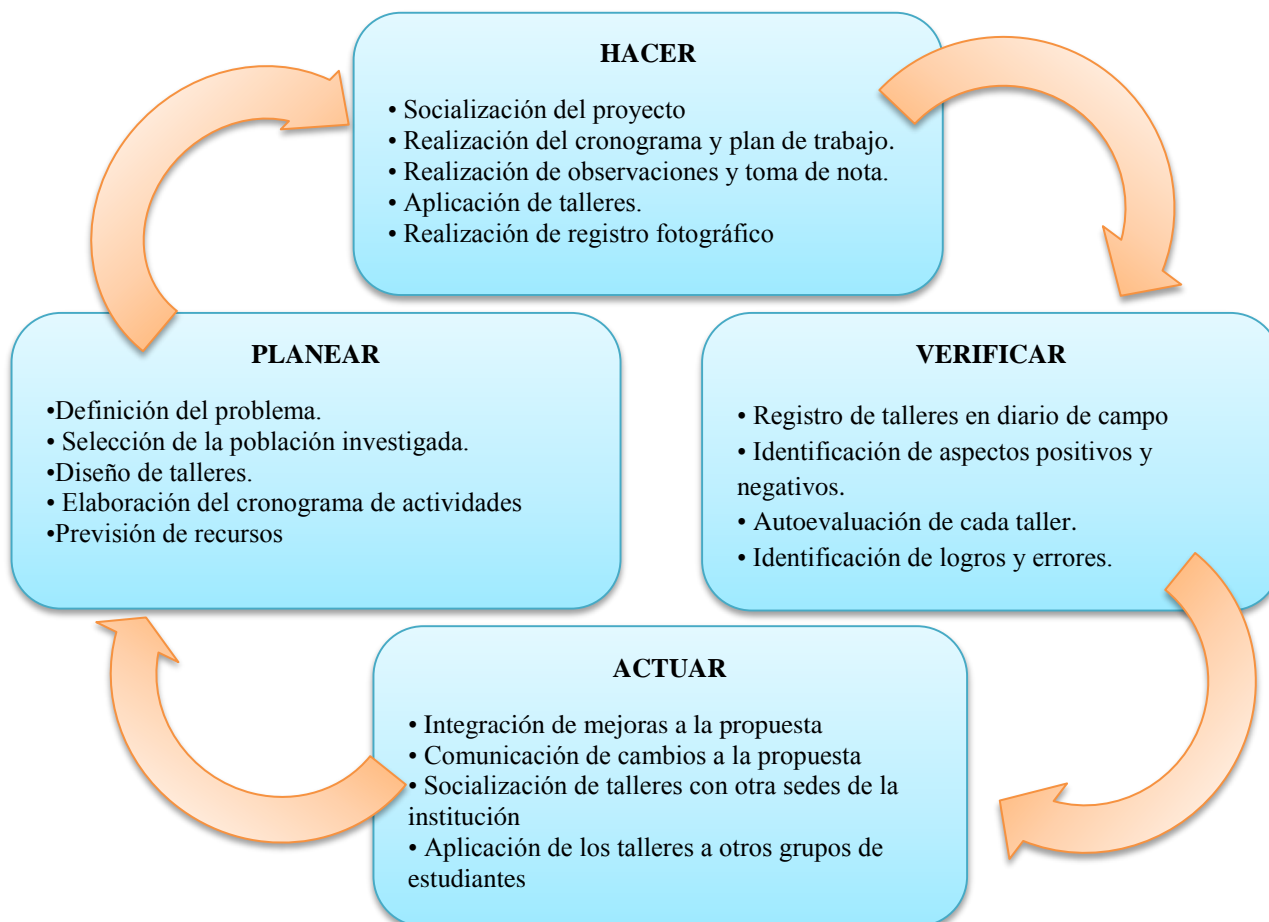 HACER
• Socialización del proyecto
• Realización del cronograma y plan de trabajo.
• Realización de observaciones y toma de nota.
• Aplicación de talleres.
• Realización de registro fotográfico
PLANEAR
•Definición del problema.
• Selección de la población investigada.
•Diseño de talleres.
• Elaboración del cronograma de actividades
•Previsión de recursos
VERIFICAR
• Registro de talleres en diario de campo
• Identificación de aspectos positivos y
negativos.
• Autoevaluación de cada taller.
• Identificación de logros y errores.
ACTUAR
• Integración de mejoras a la propuesta
• Comunicación de cambios a la propuesta
• Socialización de talleres con otra sedes de la
institución
• Aplicación de los talleres a otros grupos de
estudiantes